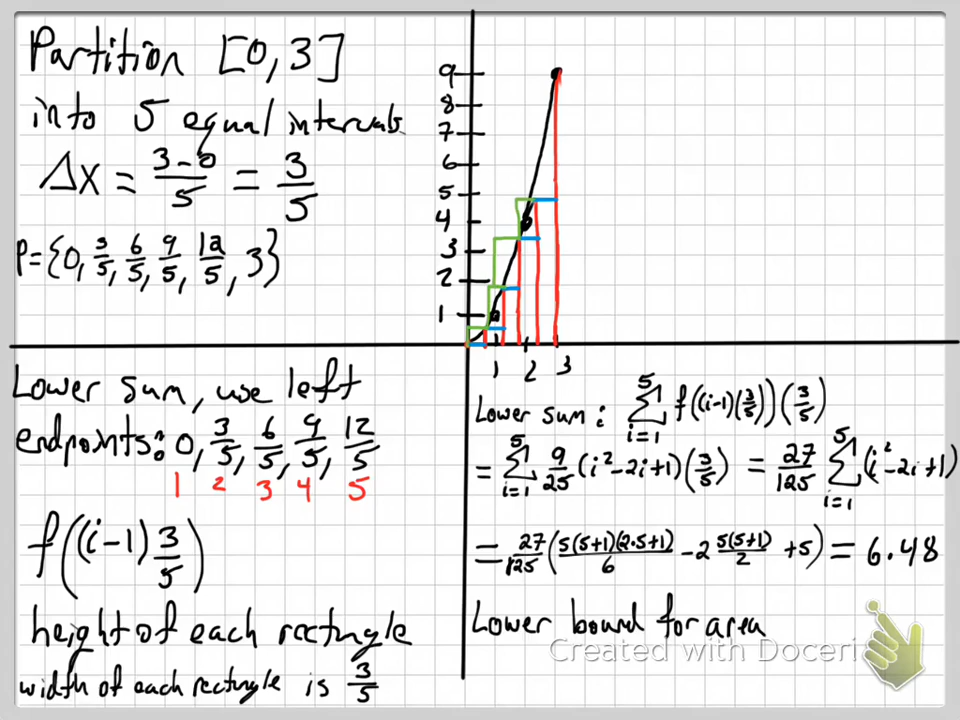 Partition [0,3]
into 5 equal intervals
Δx = (3-0)/5 = 3/5
P={0, 3/5, 6/5, 9/5, 12/5, 3}
9
8
7
6
5
4
3
2
1
1 2 3
Lower sum, use left
endpoints: 0, 3/5, 6/5, 9/5, 12/5
1 2 3 4 5
f((i-1) 3/5)
height of each rectangle
width of each rectangle is 3/5
Lower sum: ∑_{i=1}^{5} f((i-1)(3/5))(3/5)
= ∑_{i=1}^{5} 9/25 (i²-2i+1)(3/5) = 27/125 ∑_{i=1}^{5} (i²-2i+1)
= 27/125 (5(5+1)(2·5+1)/6 - 2 5(5+1)/2 + 5) = 6.48
Lower bound for area
Created with Doceri